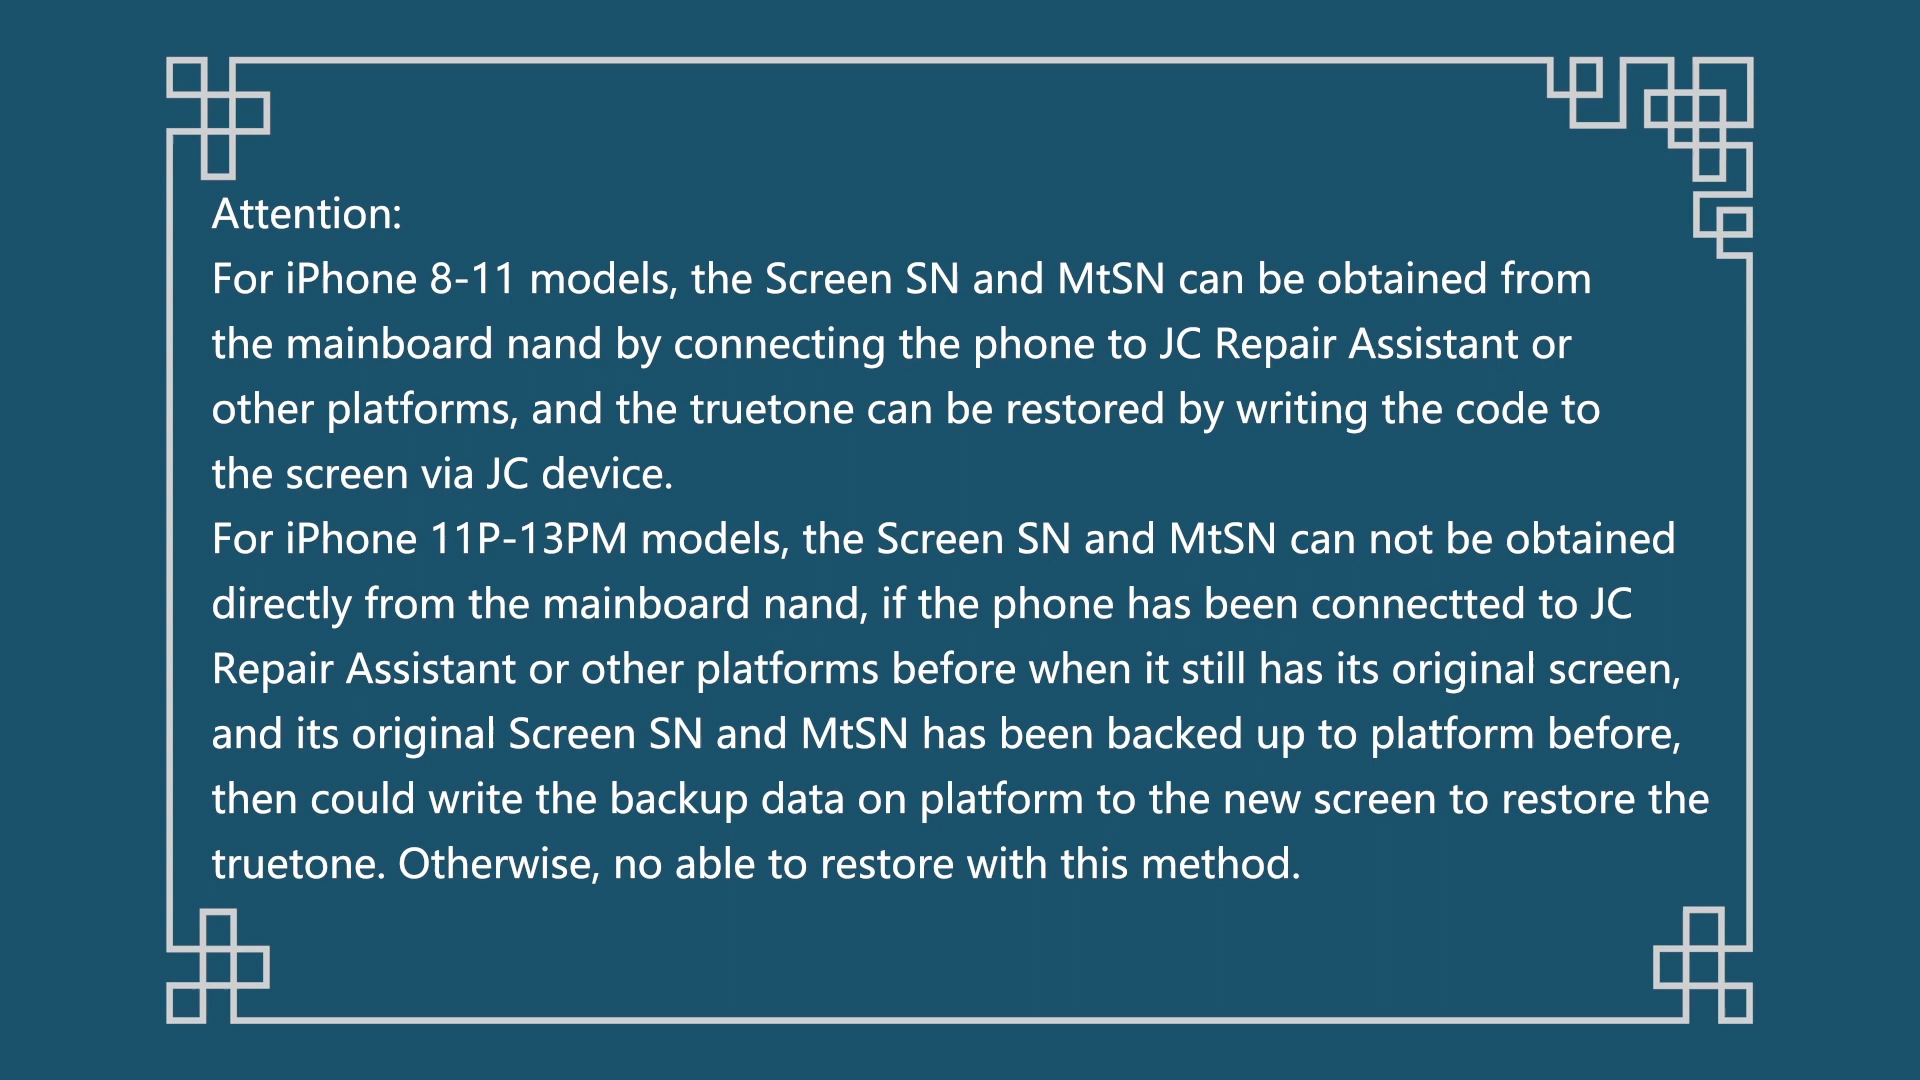 Attention:
For iPhone 8-11 models, the Screen SN and MtSN can be obtained from
the mainboard nand by connecting the phone to JC Repair Assistant or
other platforms, and the truetone can be restored by writing the code to
the screen via JC device.
For iPhone 11P-13PM models, the Screen SN and MtSN can not be obtained
directly from the mainboard nand, if the phone has been connectted to JC
Repair Assistant or other platforms before when it still has its original screen,
and its original Screen SN and MtSN has been backed up to platform before,
then could write the backup data on platform to the new screen to restore the
truetone. Otherwise, no able to restore with this method.